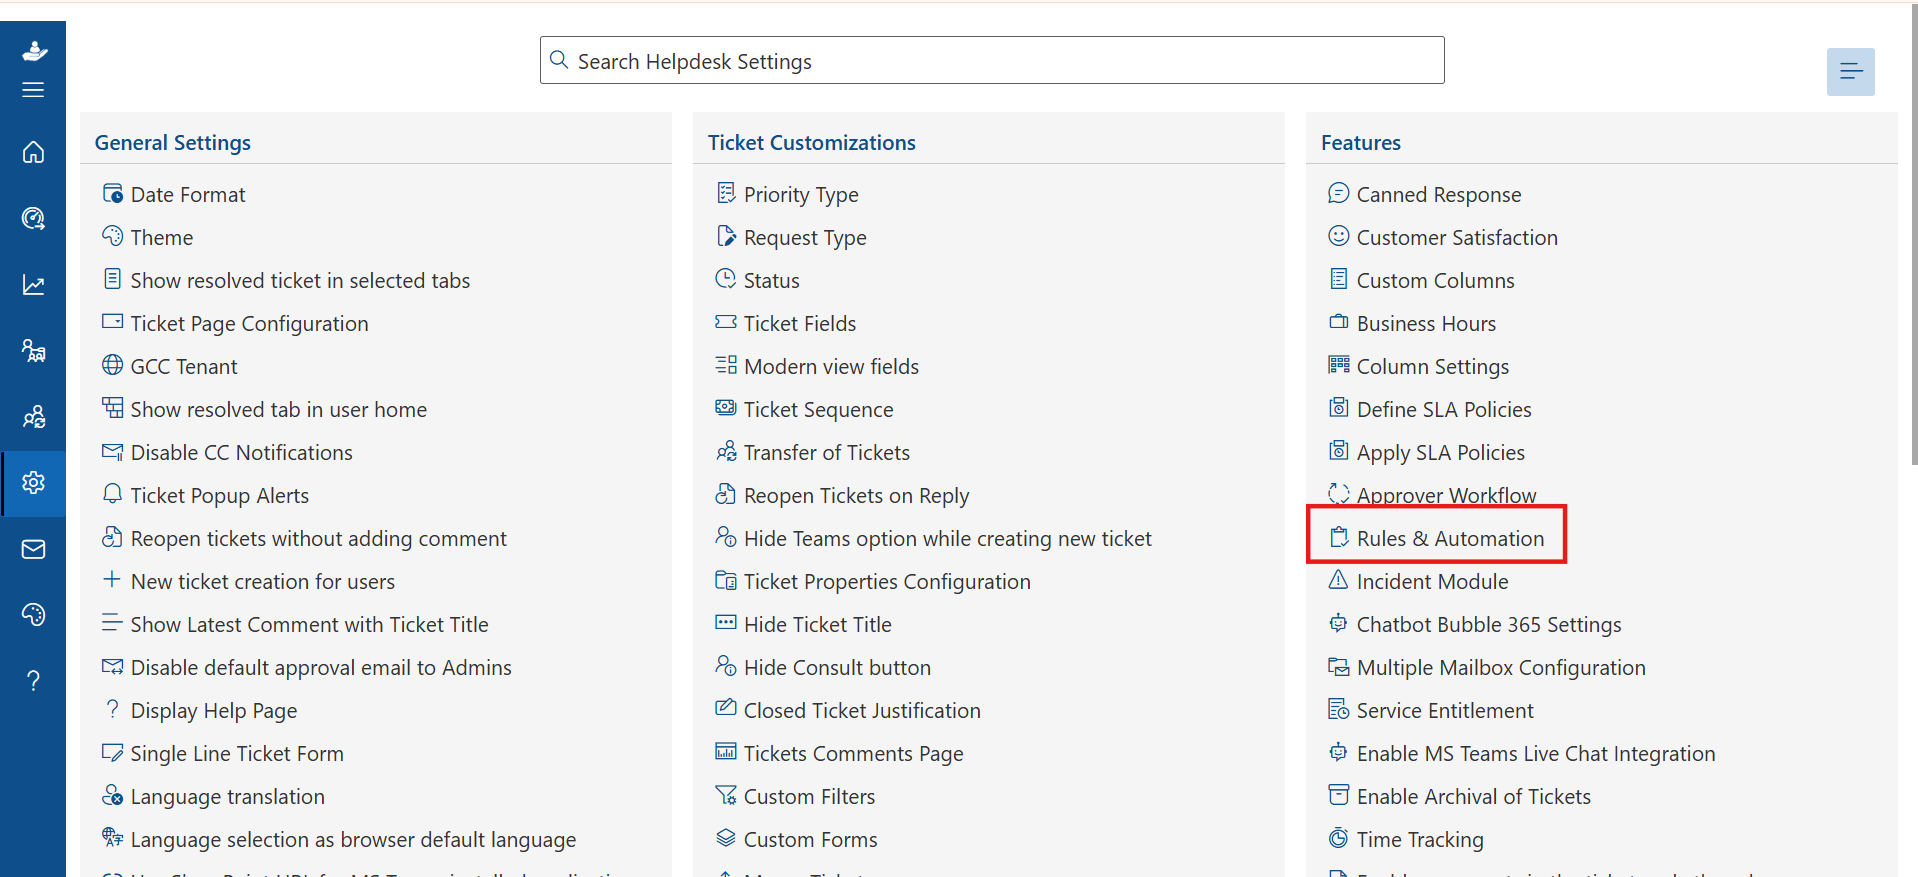 Search Helpdesk Settings
General Settings
Date Format
Theme
Show resolved ticket in selected tabs
Ticket Page Configuration
GCC Tenant
Show resolved tab in user home
Disable CC Notifications
Ticket Popup Alerts
Reopen tickets without adding comment
New ticket creation for users
Show Latest Comment with Ticket Title
Disable default approval email to Admins
Display Help Page
Single Line Ticket Form
Language translation
Language selection as browser default language
Ticket Customizations
Priority Type
Request Type
Status
Ticket Fields
Modern view fields
Ticket Sequence
Transfer of Tickets
Reopen Tickets on Reply
Hide Teams option while creating new ticket
Ticket Properties Configuration
Hide Ticket Title
Hide Consult button
Closed Ticket Justification
Tickets Comments Page
Custom Filters
Custom Forms
Features
Canned Response
Customer Satisfaction
Custom Columns
Business Hours
Column Settings
Define SLA Policies
Apply SLA Policies
Approver Workflow
Rules & Automation
Incident Module
Chatbot Bubble 365 Settings
Multiple Mailbox Configuration
Service Entitlement
Enable MS Teams Live Chat Integration
Enable Archival of Tickets
Time Tracking